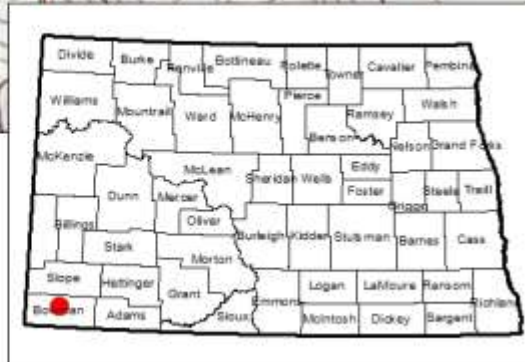 Divide Burke Renville Bottineau Rolette Towner Cavalier Pembina
Williams Mountrail Ward McHenry Pierce Ramsey Walsh
Benson Nelson Grand Forks
McKenzie McLean Sheridan Wells Eddy
Foster Griggs Steele Traill
Dunn Mercer Oliver
Billings Stark Morton Burleigh Kidder Stutsman Barnes Cass
Slope Hettinger Grant Emmons Logan LaMoure Ransom Richland
Bowman Adams Sioux McIntosh Dickey Sargent